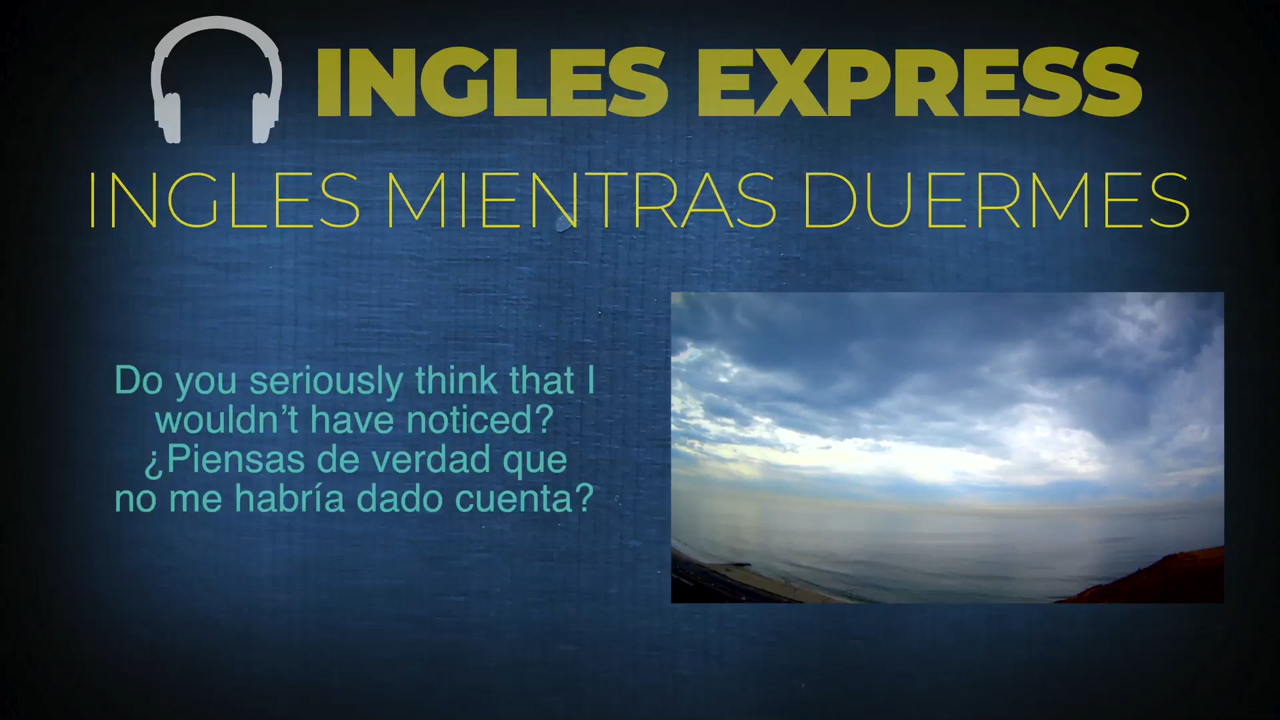 INGLES EXPRESS
INGLES MIENTRAS DUERMES
Do you seriously think that I
wouldn’t have noticed?
¿Piensas de verdad que
no me habría dado cuenta?